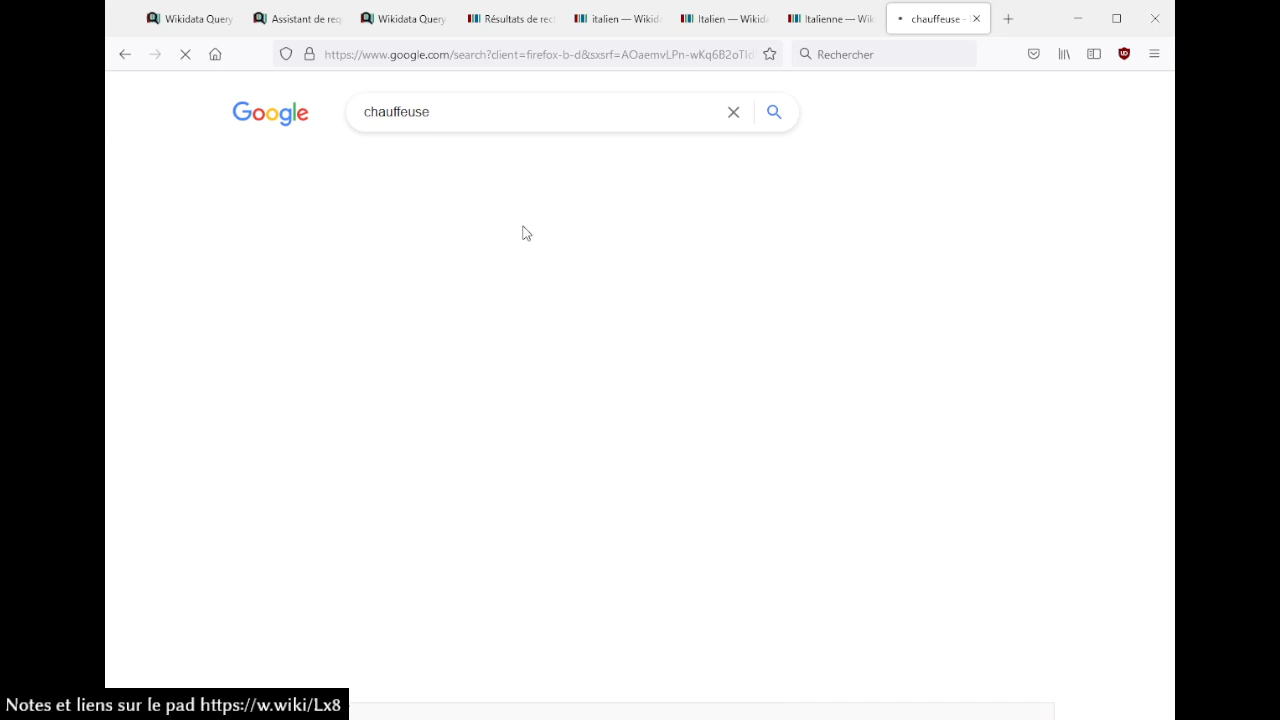 Wikidata Query
Assistant de req
Wikidata Query
Résultats de rec
italien — Wikid
Italien — Wikida
Italienne — Wik
chauffeuse -
https://www.google.com/search?client=firefox-b-d&sxsrf=AOaemvLPn-wKq6B2oTId
Rechercher
Google
chauffeuse
Notes et liens sur le pad https://w.wiki/Lx8